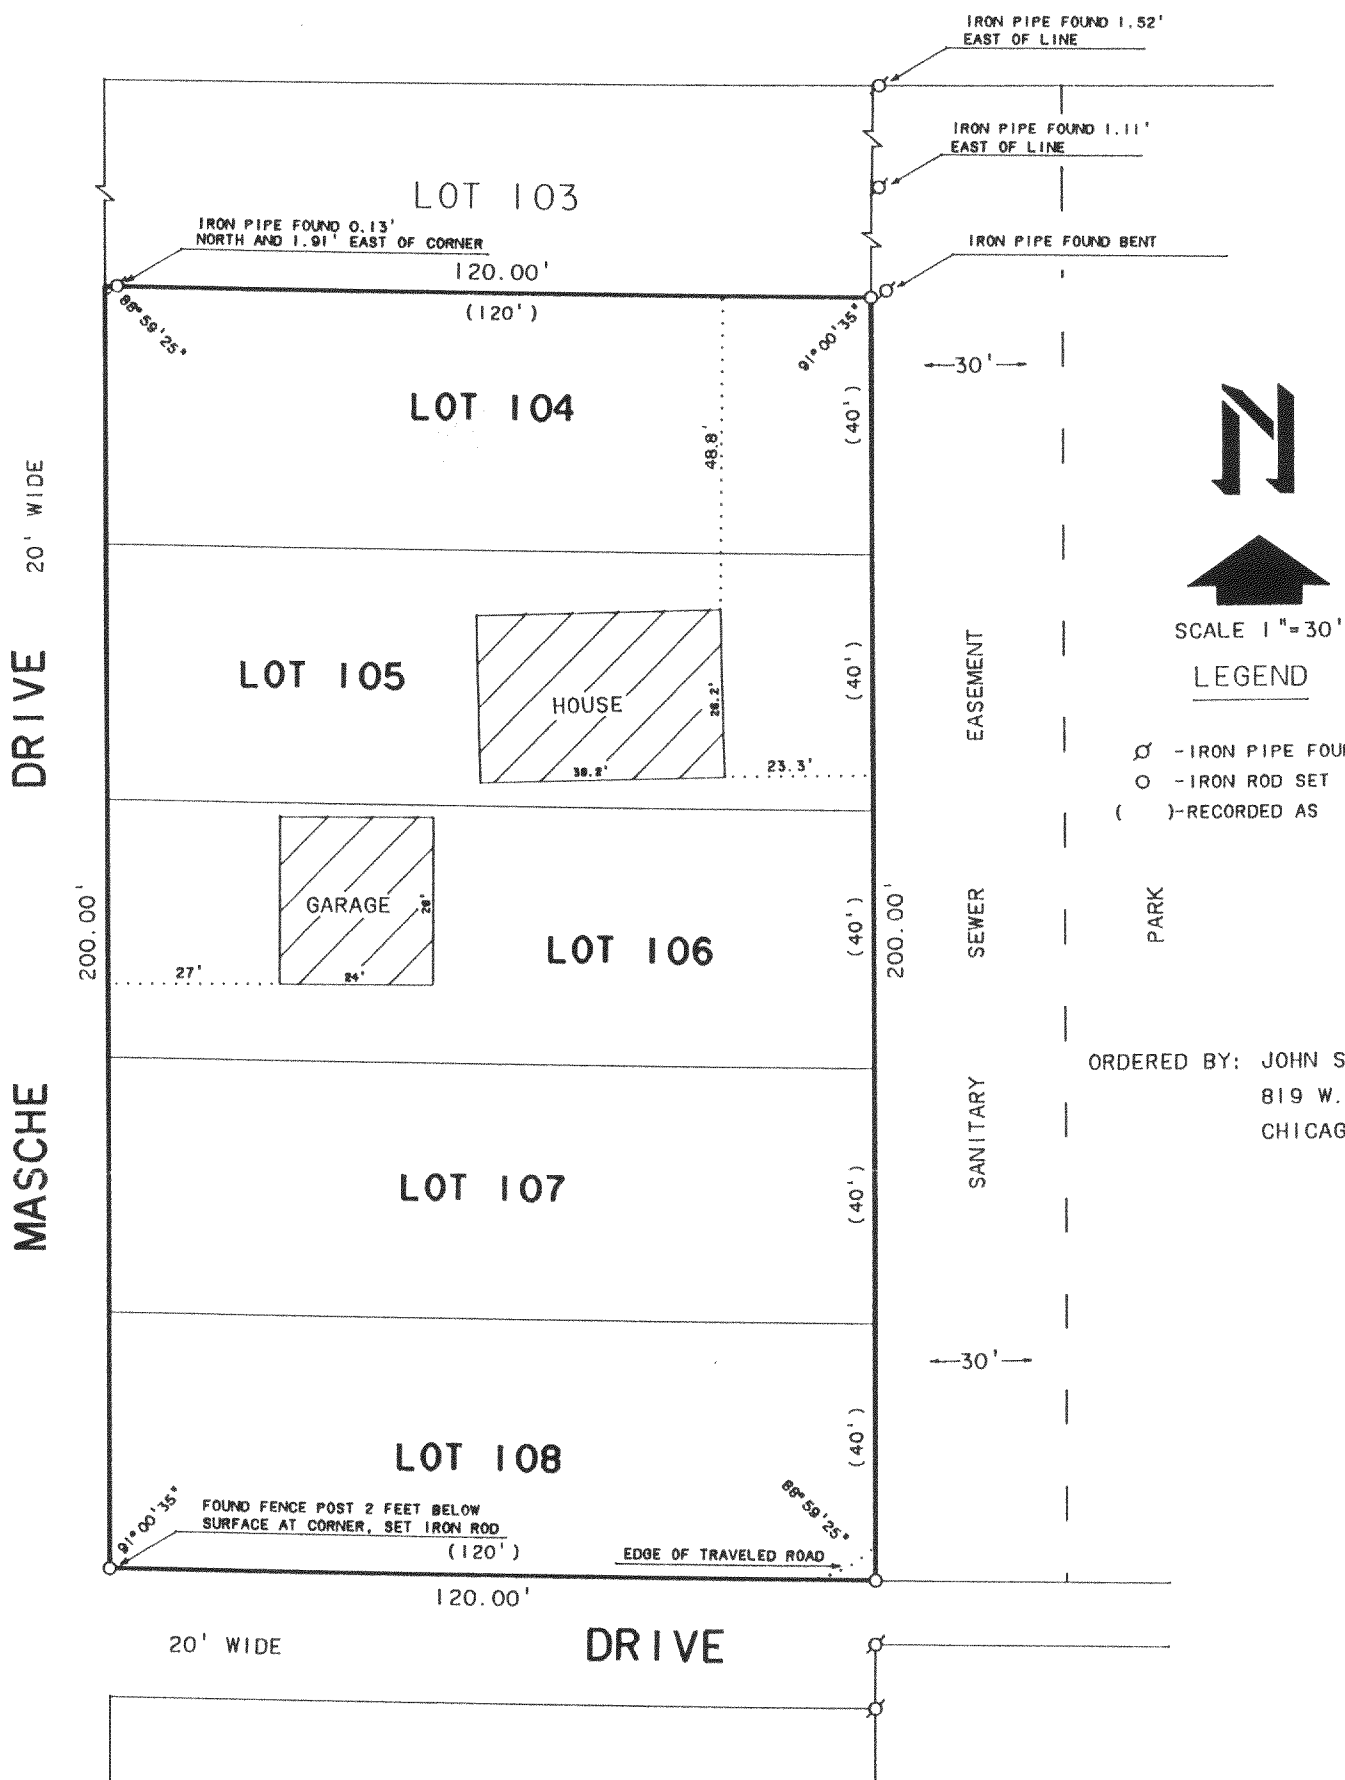 IRON PIPE FOUND 1.52'
EAST OF LINE
IRON PIPE FOUND 1.11'
EAST OF LINE
LOT 103
IRON PIPE FOUND 0.13'
NORTH AND 1.91' EAST OF CORNER
IRON PIPE FOUND BENT
120.00'
(120')
88°59'25"
91°00'35"
30'
LOT 104
(40')
48.8'
N
20' WIDE
SCALE 1"=30'
LEGEND
LOT 105
HOUSE
26.2'
(40')
EASEMENT
DRIVE
23.3'
-IRON PIPE FOU
-IRON ROD SET
( )-RECORDED AS
GARAGE
24'
27'
LOT 106
(40')
200.00'
200.00'
SEWER
PARK
ORDERED BY: JOHN S
819 W.
CHICAG
MASCHE
SANITARY
LOT 107
(40')
30'
LOT 108
(40')
91°00'35"
88°59'25"
FOUND FENCE POST 2 FEET BELOW
SURFACE AT CORNER, SET IRON ROD
(120')
EDGE OF TRAVELED ROAD
120.00'
20' WIDE
DRIVE